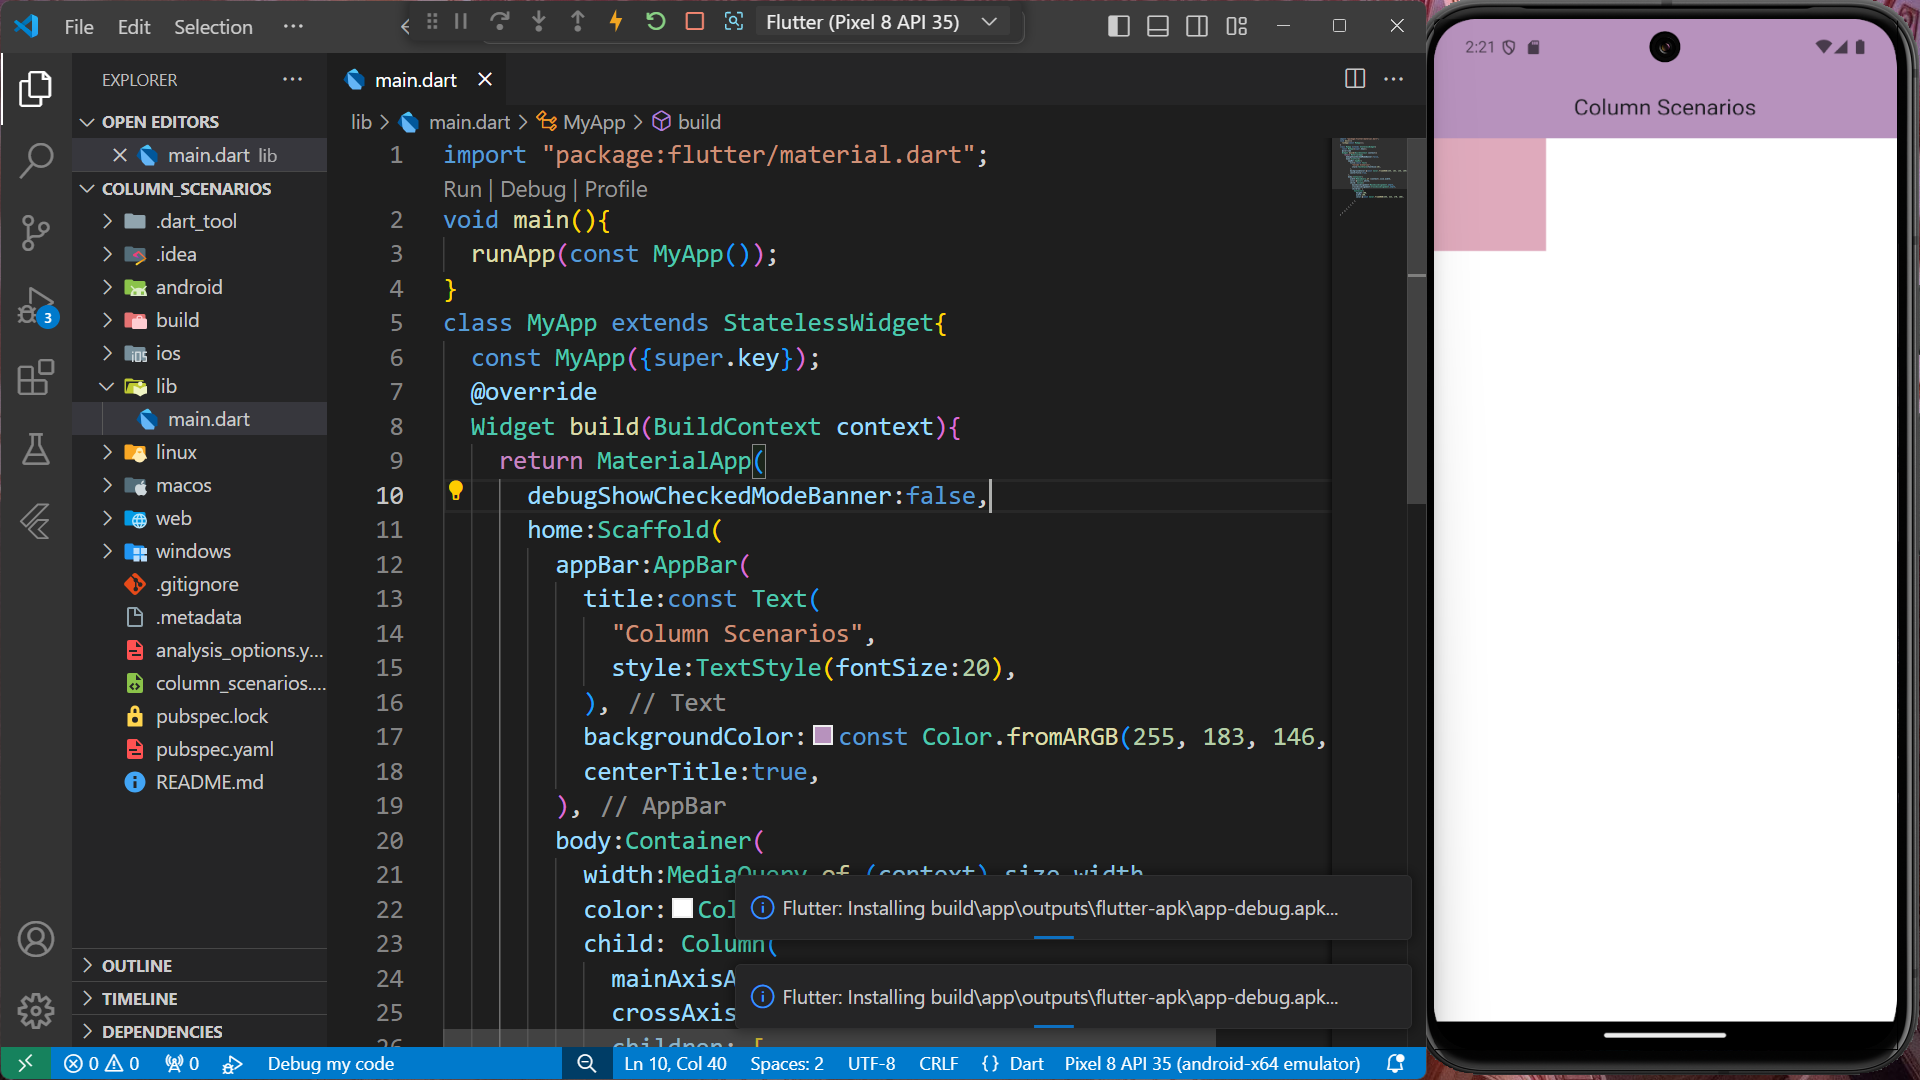 File Edit Selection ···
Flutter (Pixel 8 API 35)
EXPLORER
OPEN EDITORS
main.dart lib
COLUMN_SCENARIOS
.dart_tool
.idea
android
build
ios
lib
main.dart
linux
macos
web
windows
.gitignore
.metadata
analysis_options.y...
column_scenarios....
pubspec.lock
pubspec.yaml
README.md
OUTLINE
TIMELINE
DEPENDENCIES
3
main.dart
lib > main.dart > MyApp > build
1 import "package:flutter/material.dart";
Run | Debug | Profile
2 void main(){
3 runApp(const MyApp());
4 }
5 class MyApp extends StatelessWidget{
6 const MyApp({super.key});
7 @override
8 Widget build(BuildContext context){
9 return MaterialApp(
10 debugShowCheckedModeBanner:false,
11 home:Scaffold(
12 appBar:AppBar(
13 title:const Text(
14 "Column Scenarios",
15 style:TextStyle(fontSize:20),
16 ), // Text
17 backgroundColor: const Color.fromARGB(255, 183, 146,
18 centerTitle:true,
19 ), // AppBar
20 body:Container(
21 width:MediaQuery.of (context).size.width
22 color: Col
23 child: Column(
24 mainAxisA
25 crossAxis
26 children: [
Flutter: Installing build\app\outputs\flutter-apk\app-debug.apk...
Flutter: Installing build\app\outputs\flutter-apk\app-debug.apk...
0 0 0 Debug my code Ln 10, Col 40 Spaces: 2 UTF-8 CRLF {} Dart Pixel 8 API 35 (android-x64 emulator)
2:21
Column Scenarios